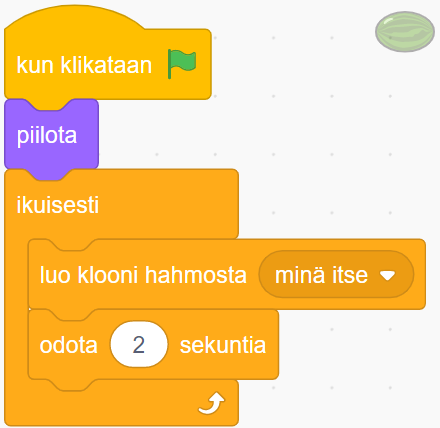 kun klikataan
piilota
ikuisesti
luo klooni hahmosta minä itse
odota 2 sekuntia